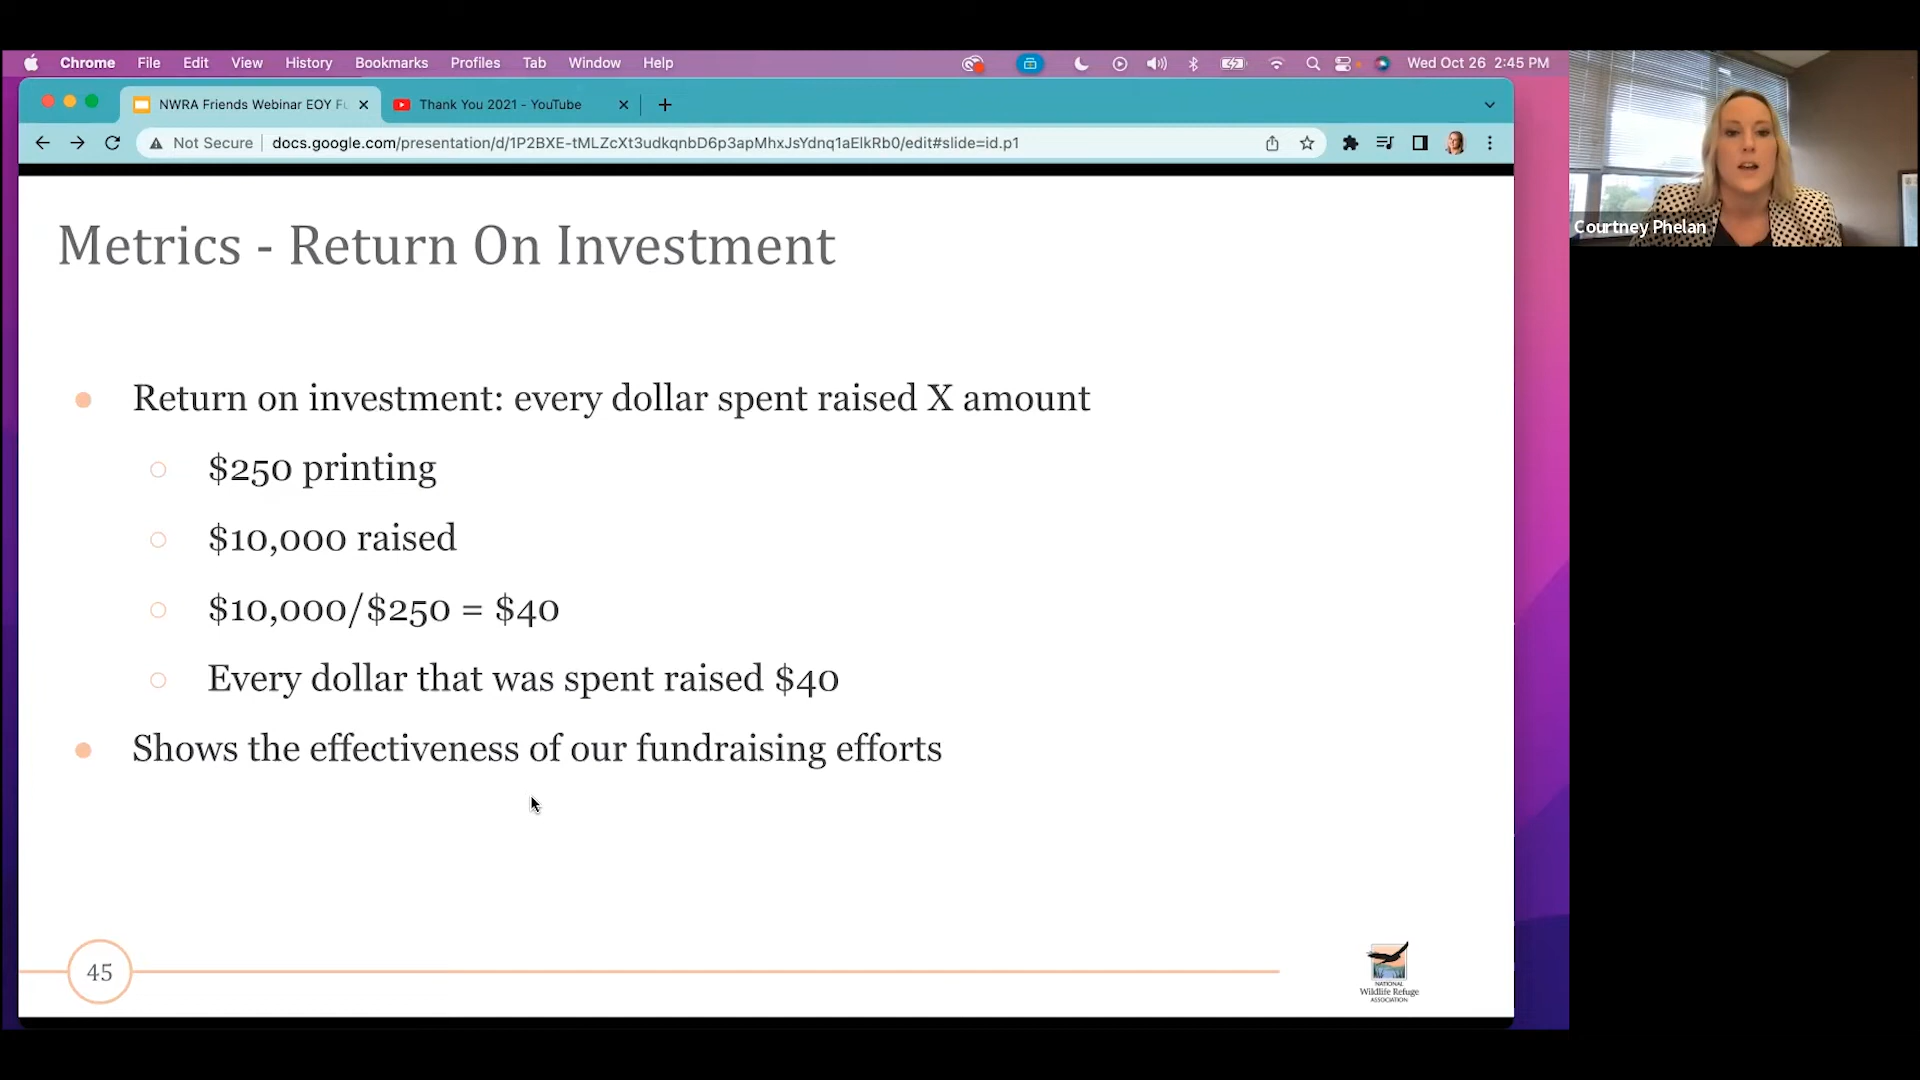 Chrome File Edit View History Bookmarks Profiles Tab Window Help Wed Oct 26 2:45 PM
NWRA Friends Webinar EOY Fu Thank You 2021 - YouTube
Not Secure docs.google.com/presentation/d/1P2BXE-tMLZcXt3udkqnbD6p3apMhxJsYdnq1aElkRb0/edit#slide=id.p1
Courtney Phelan
Metrics - Return On Investment
Return on investment: every dollar spent raised X amount
$250 printing
$10,000 raised
$10,000/$250 = $40
Every dollar that was spent raised $40
Shows the effectiveness of our fundraising efforts
45
NATIONAL
Wildlife Refuge
ASSOCIATION